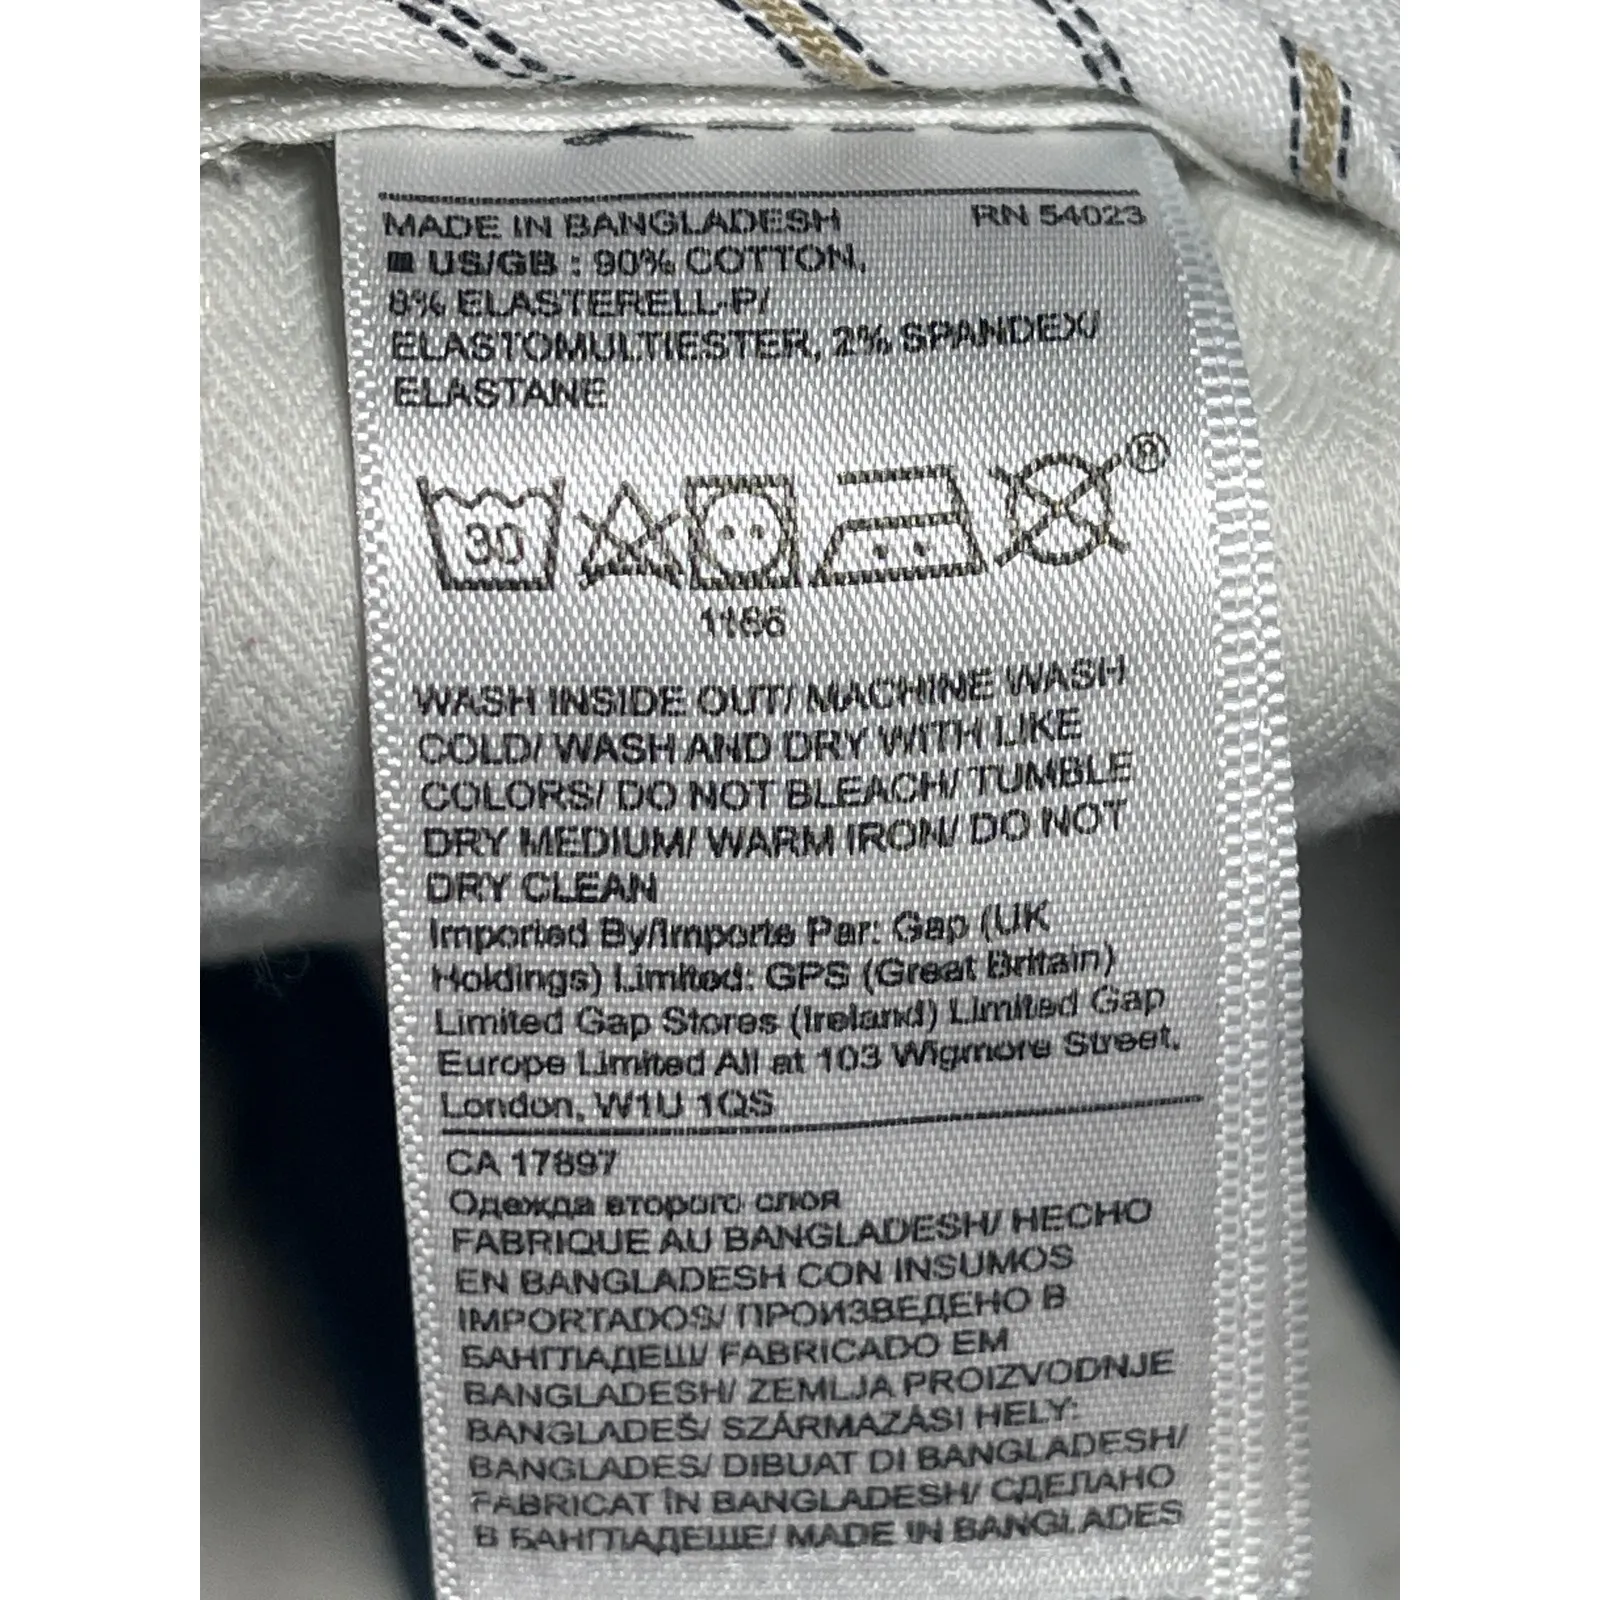 MADE IN BANGLADESH RN 54023
US/GB : 90% COTTON,
8% ELASTERELL-P/
ELASTOMULTIESTER, 2% SPANDEX/
ELASTANE
30
P
1166
WASH INSIDE OUT/ MACHINE WASH
COLD/ WASH AND DRY WITH LIKE
COLORS/ DO NOT BLEACH/ TUMBLE
DRY MEDIUM/ WARM IRON/ DO NOT
DRY CLEAN
Imported By/Importe Par: Gap (UK
Holdings) Limited: GPS (Great Britain)
Limited Gap Stores (Ireland) Limited Gap
Europe Limited All at 103 Wigmore Street,
London, W1U 1QS
CA 17897
Одежда второго слоя
FABRIQUE AU BANGLADESH/ HECHO
EN BANGLADESH CON INSUMOS
IMPORTADOS/ ПРОИЗВЕДЕНО В
БАНГЛАДЕШ/ FABRICADO EM
BANGLADESH/ ZEMLJA PROIZVODNJE
BANGLADEŠ/ SZÁRMAZÁSI HELY:
BANGLADES/ DIBUAT DI BANGLADESH/
FABRICAT ÎN BANGLADESH/ СДЕЛАНО
В БАНГЛАДЕШЕ/ MADE IN BANGLADES